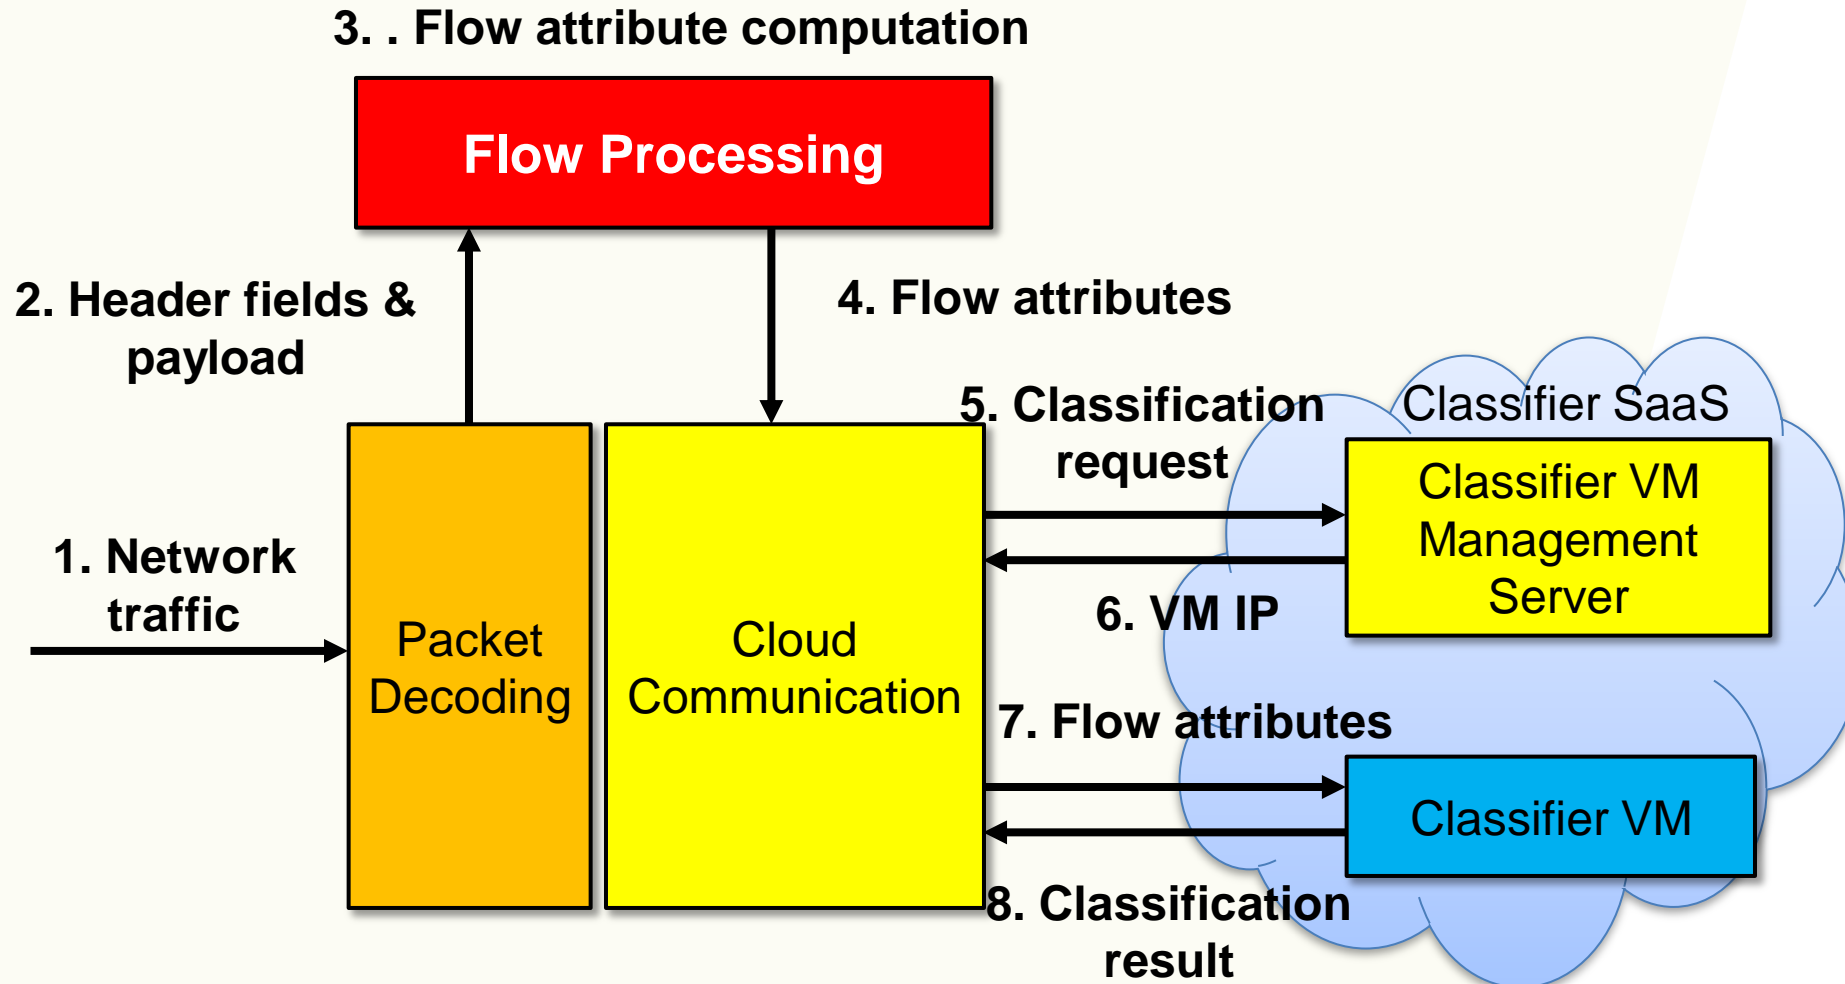 3. . Flow attribute computation
Flow Processing
2. Header fields &
payload
4. Flow attributes
5. Classification
request
Classifier SaaS
Classifier VM
Management
Server
1. Network
traffic
6. VM IP
Packet
Decoding
Cloud
Communication
7. Flow attributes
Classifier VM
8. Classification
result